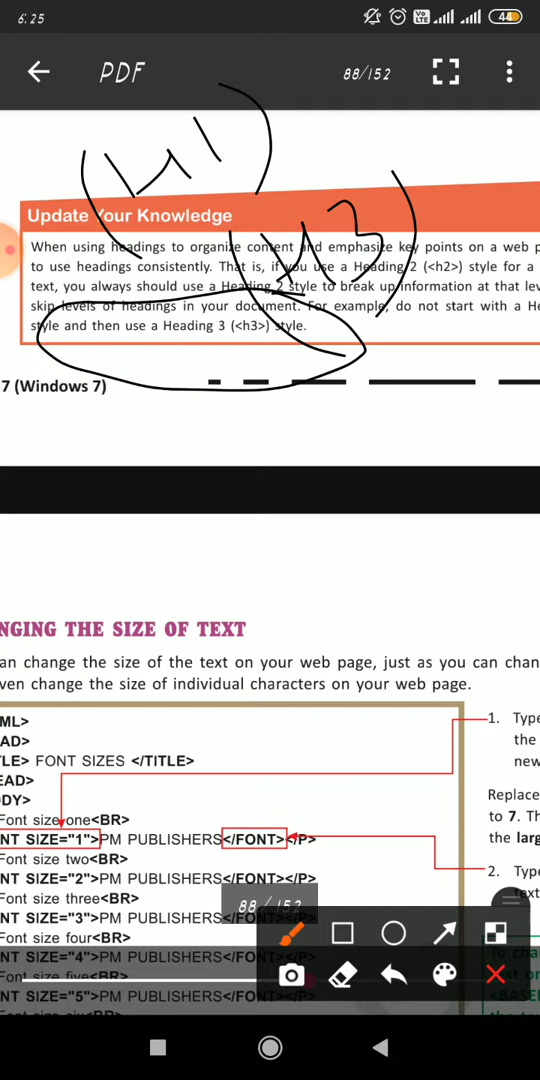 6.25
Vo LTE 44
PDF 88/152
(H1)
(H3)
Update Your Knowledge
When using headings to organize content and emphasize key points on a web p
to use headings consistently. That is, if you use a Heading 2 (<h2>) style for a
text, you always should use a Heading 2 style to break up information at that lev
skip levels of headings in your document. For example, do not start with a He
style and then use a Heading 3 (<h3>) style.
7 (Windows 7)
NGING THE SIZE OF TEXT
an change the size of the text on your web page, just as you can chan
ven change the size of individual characters on your web page.
ML>
AD>
TLE> FONT SIZES </TITLE>
EAD>
DY>
Font size one<BR>
NT SIZE="1">PM PUBLISHERS</FONT></P>
Font size two<BR>
NT SIZE="2">PM PUBLISHERS</FONT></P>
Font size three<BR>
NT SIZE="3">PM PUBLISHERS</FONT></P>
Font size four<BR>
NT SIZE="4">PM PUBLISHERS</FONT></P>
Font size five<BR>
NT SIZE="5">PM PUBLISHERS</FONT></P>
1. Type
the
new
Replace
to 7. Th
the larg
2. Type
text
88/152